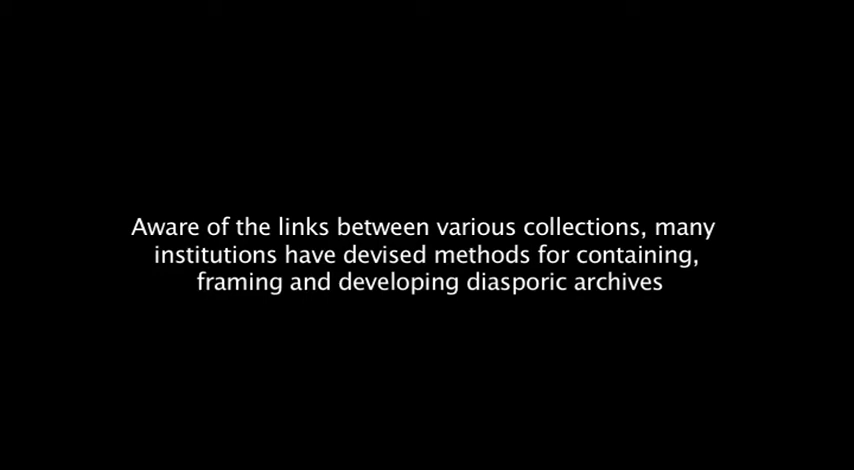 Aware of the links between various collections, many
institutions have devised methods for containing,
framing and developing diasporic archives